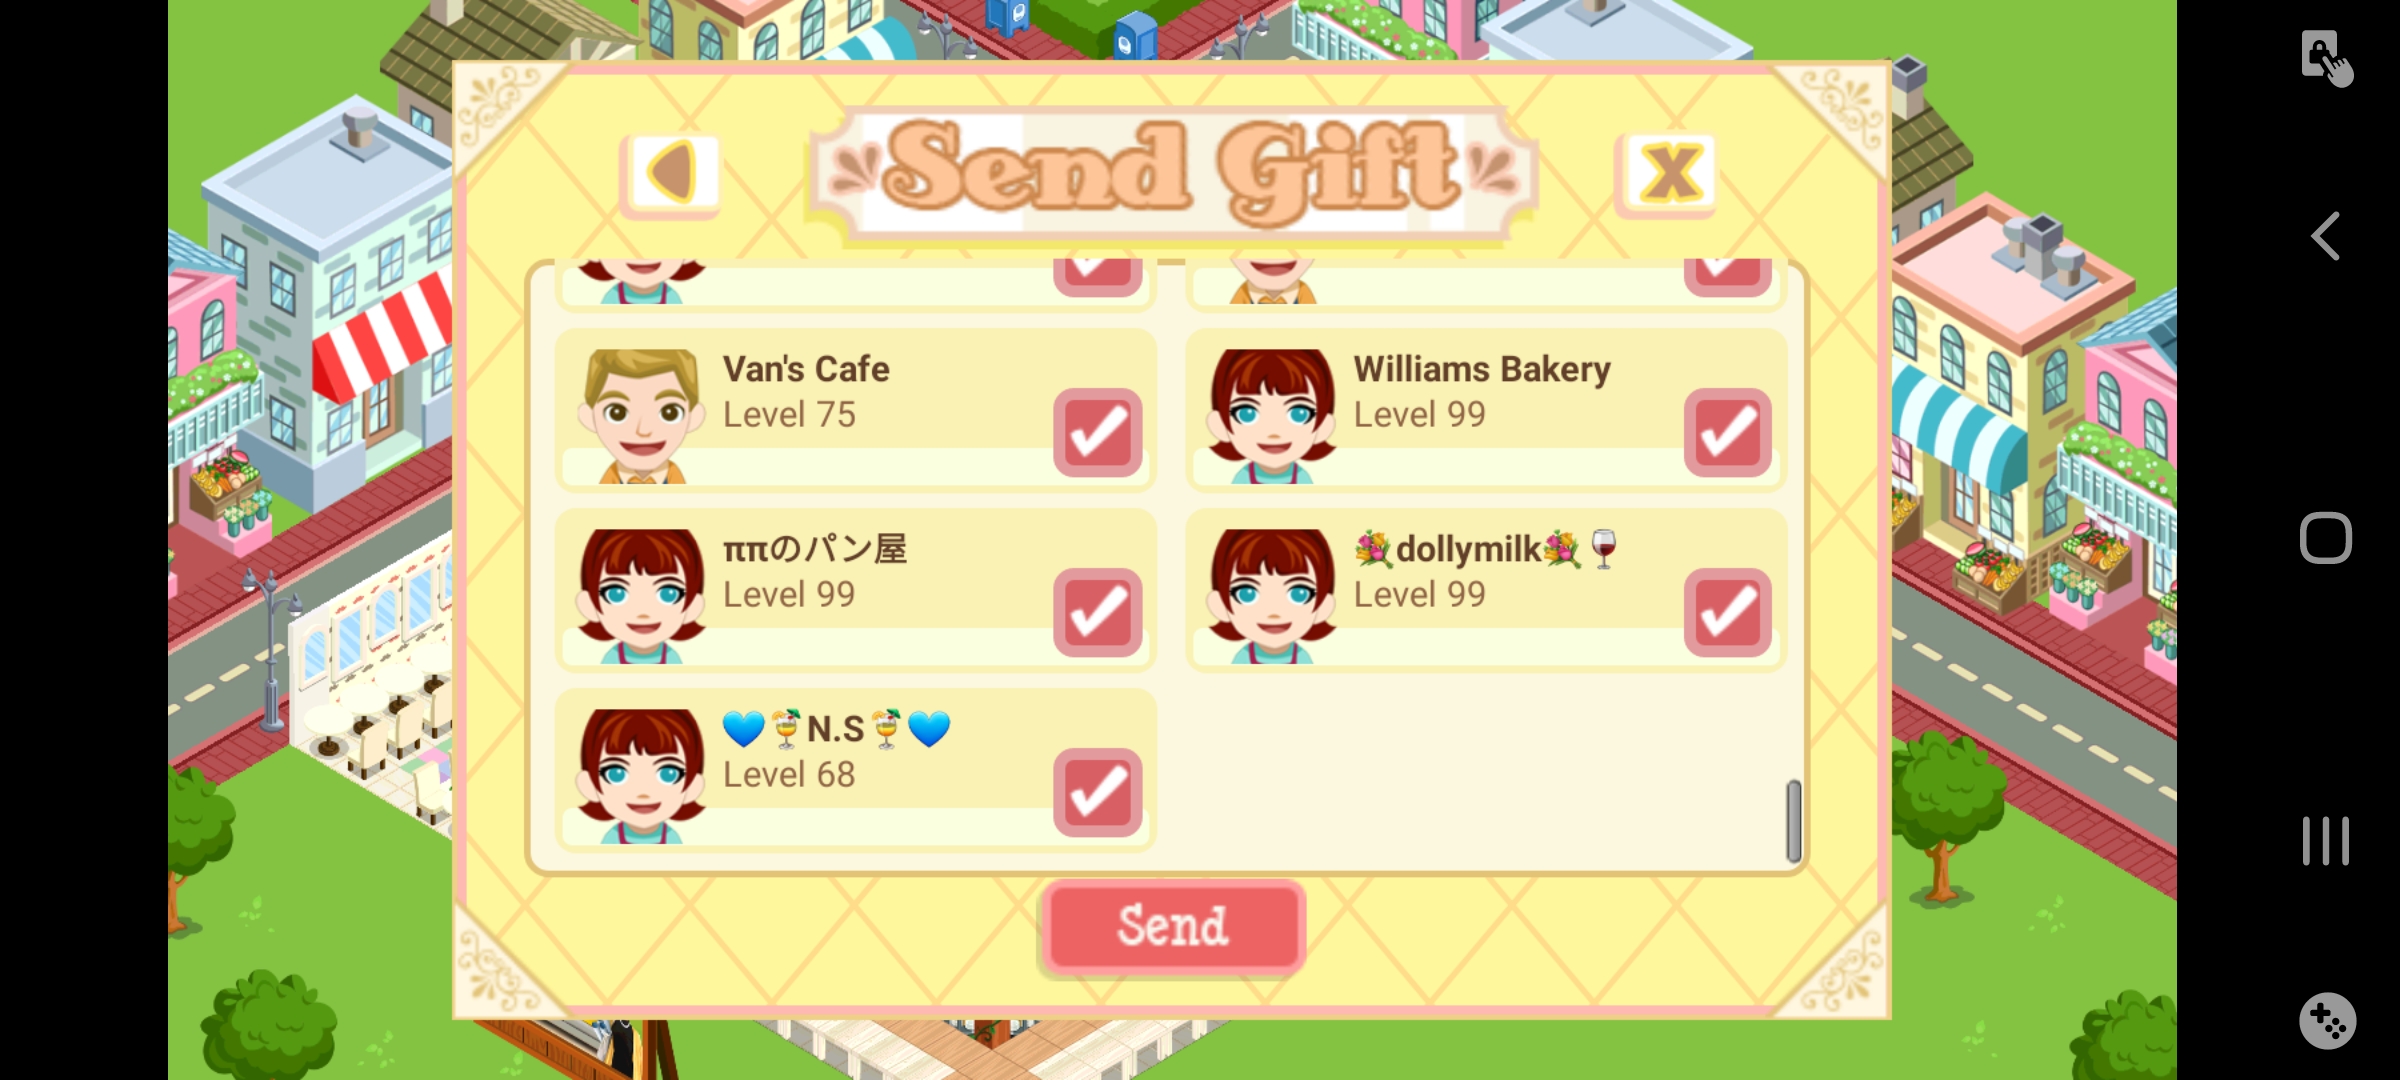 Send Gift
X
Van's Cafe
Level 75
Williams Bakery
Level 99
ππのパン屋
Level 99
💐dollymilk💐🍷
Level 99
💙🍹N.S🍹💙
Level 68
Send